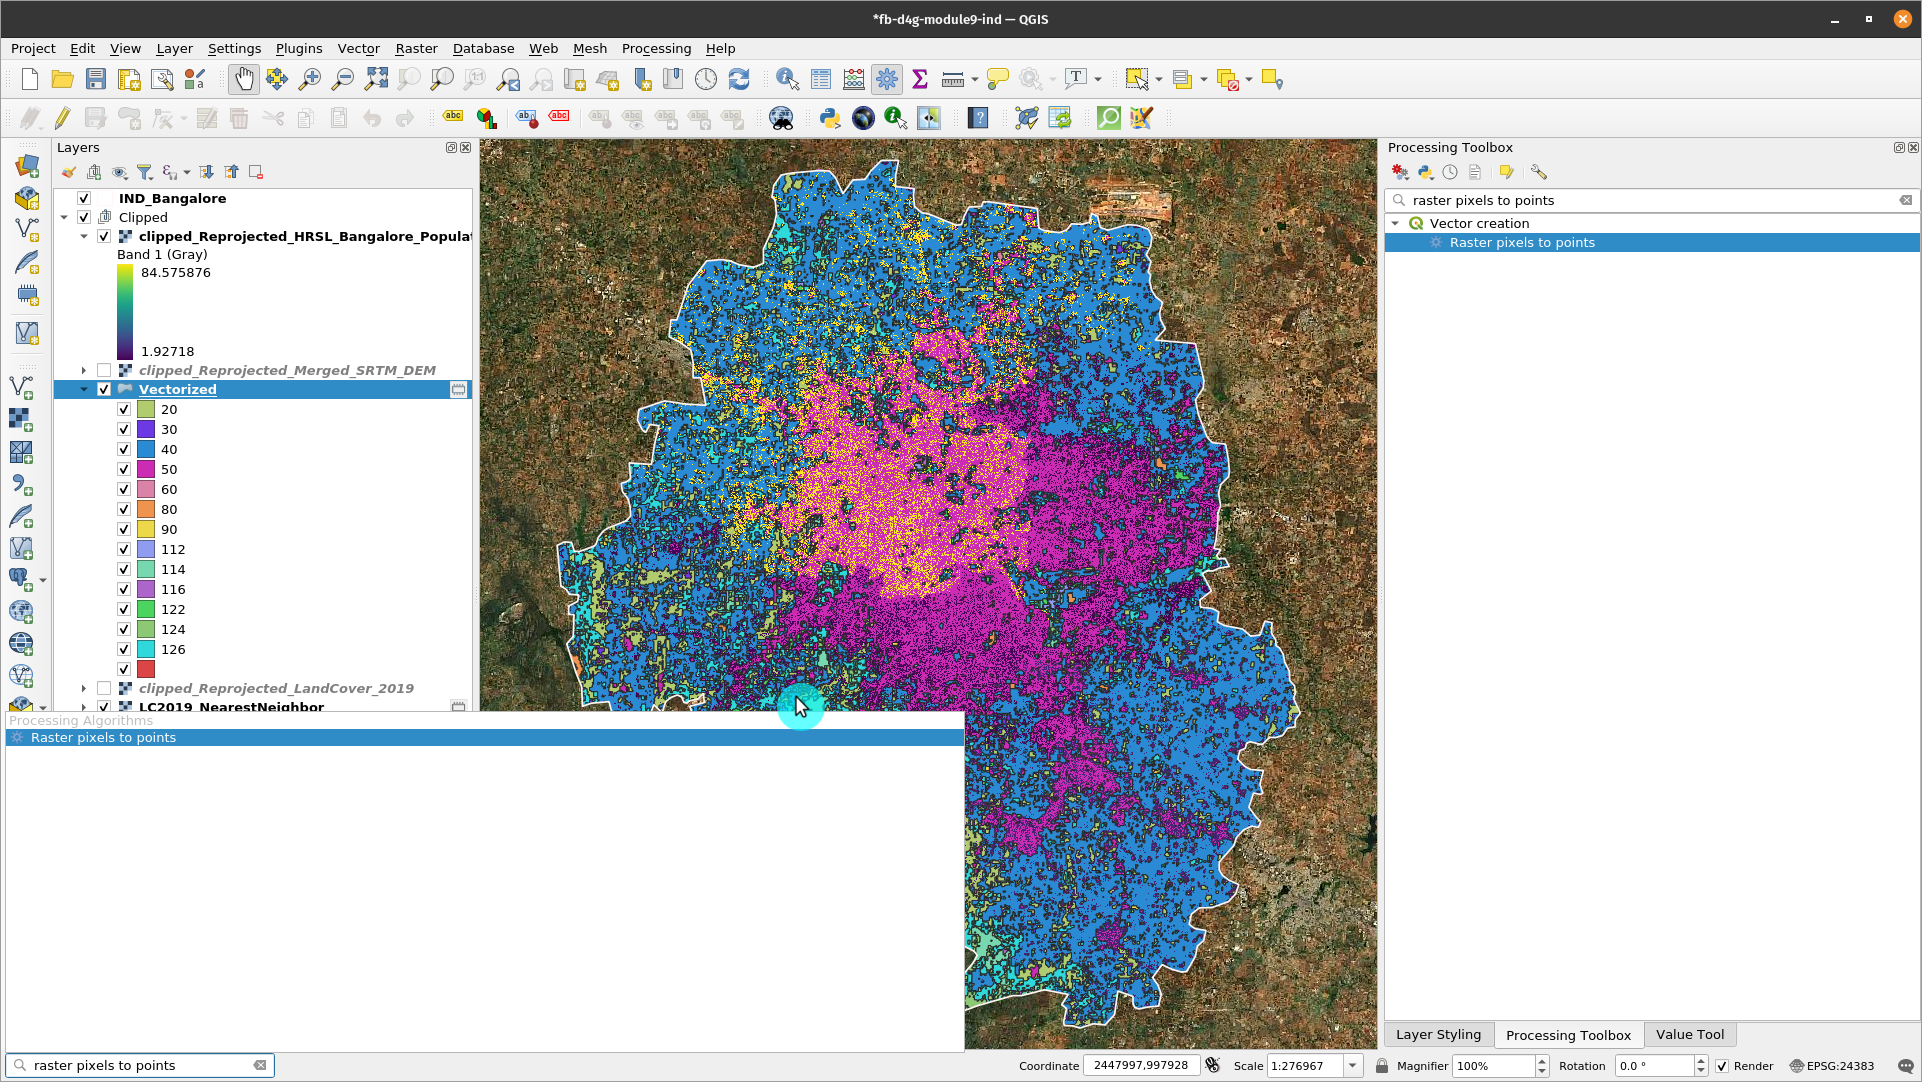 *fb-d4g-module9-ind — QGIS
Project Edit View Layer Settings Plugins Vector Raster Database Web Mesh Processing Help
Layers
IND_Bangalore
Clipped
clipped_Reprojected_HRSL_Bangalore_Populat
Band 1 (Gray)
84.575876
1.92718
clipped_Reprojected_Merged_SRTM_DEM
Vectorized
20
30
40
50
60
80
90
112
114
116
122
124
126
clipped_Reprojected_LandCover_2019
LC2019_NearestNeighbor
Processing Algorithms
Raster pixels to points
raster pixels to points
Processing Toolbox
raster pixels to points
Vector creation
Raster pixels to points
Layer Styling Processing Toolbox Value Tool
Coordinate 2447997,997928 Scale 1:276967 Magnifier 100% Rotation 0.0 ° Render EPSG:24383